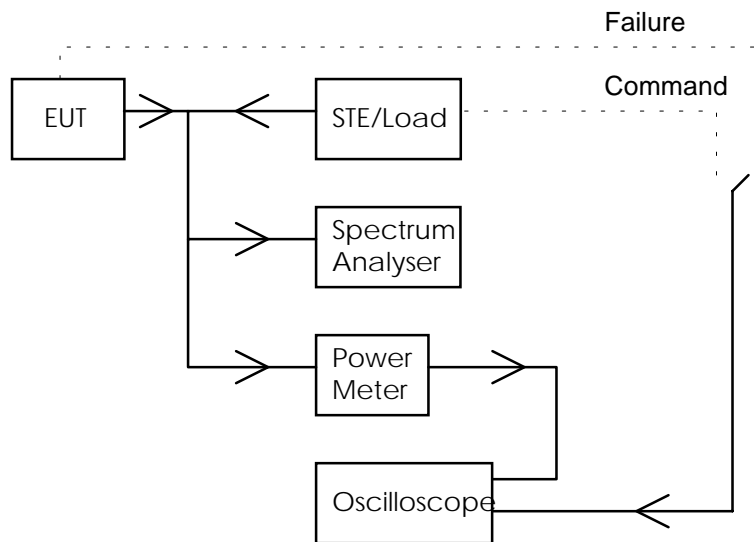 Failure
Command
EUT
STE/Load
Spectrum
Analyser
Power
Meter
Oscilloscope